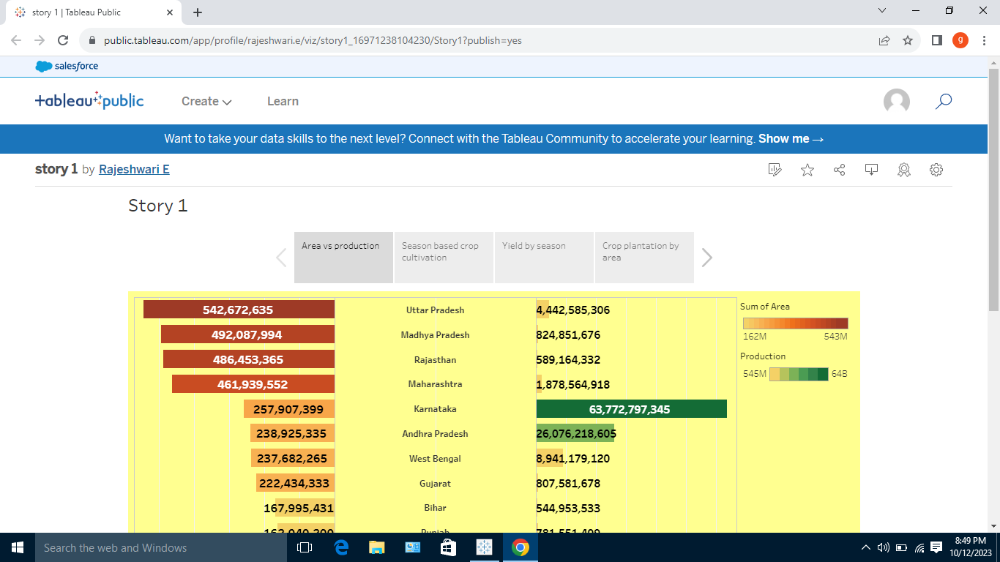 story 1 | Tableau Public
public.tableau.com/app/profile/rajeshwari.e/viz/story1_16971238104230/Story1?publish=yes
g
salesforce
+ableau public
Create
Learn
Want to take your data skills to the next level? Connect with the Tableau Community to accelerate your learning. Show me →
story 1 by Rajeshwari E
Story 1
Area vs production
Season based crop
cultivation
Yield by season
Crop plantation by
area
542,672,635 Uttar Pradesh 4,442,585,306
492,087,994 Madhya Pradesh 824,851,676
486,453,365 Rajasthan 589,164,332
461,939,552 Maharashtra 1,878,564,918
257,907,399 Karnataka 63,772,797,345
238,925,335 Andhra Pradesh 26,076,218,605
237,682,265 West Bengal 8,941,179,120
222,434,333 Gujarat 807,581,678
167,995,431 Bihar 544,953,533
Punjab
Sum of Area
162M 543M
Production
545M 64B
Search the web and Windows
8:49 PM
10/12/2023